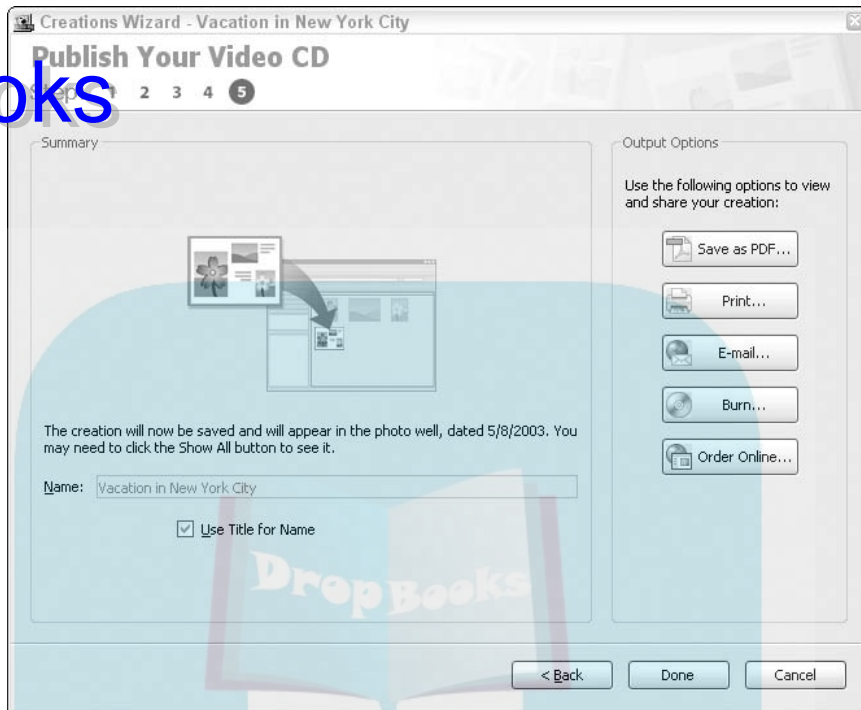 Creations Wizard - Vacation in New York City
Publish Your Video CD
oks
Step: 1 2 3 4 5
Summary
The creation will now be saved and will appear in the photo well, dated 5/8/2003. You
may need to click the Show All button to see it.
Name: Vacation in New York City
Use Title for Name
Output Options
Use the following options to view
and share your creation:
Save as PDF...
Print...
E-mail...
Burn...
Order Online...
DropBooks
< Back
Done
Cancel